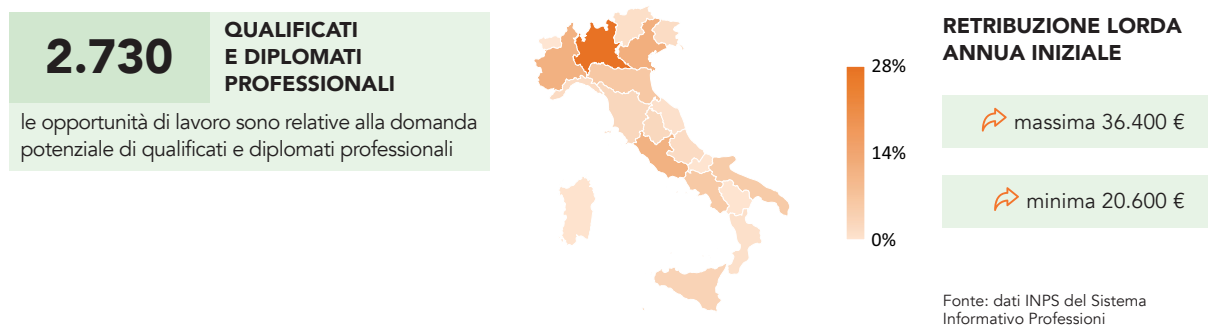 2.730
QUALIFICATI
E DIPLOMATI
PROFESSIONALI
le opportunità di lavoro sono relative alla domanda
potenziale di qualificati e diplomati professionali
28%
14%
0%
RETRIBUZIONE LORDA
ANNUA INIZIALE
massima 36.400 €
minima 20.600 €
Fonte: dati INPS del Sistema
Informativo Professioni